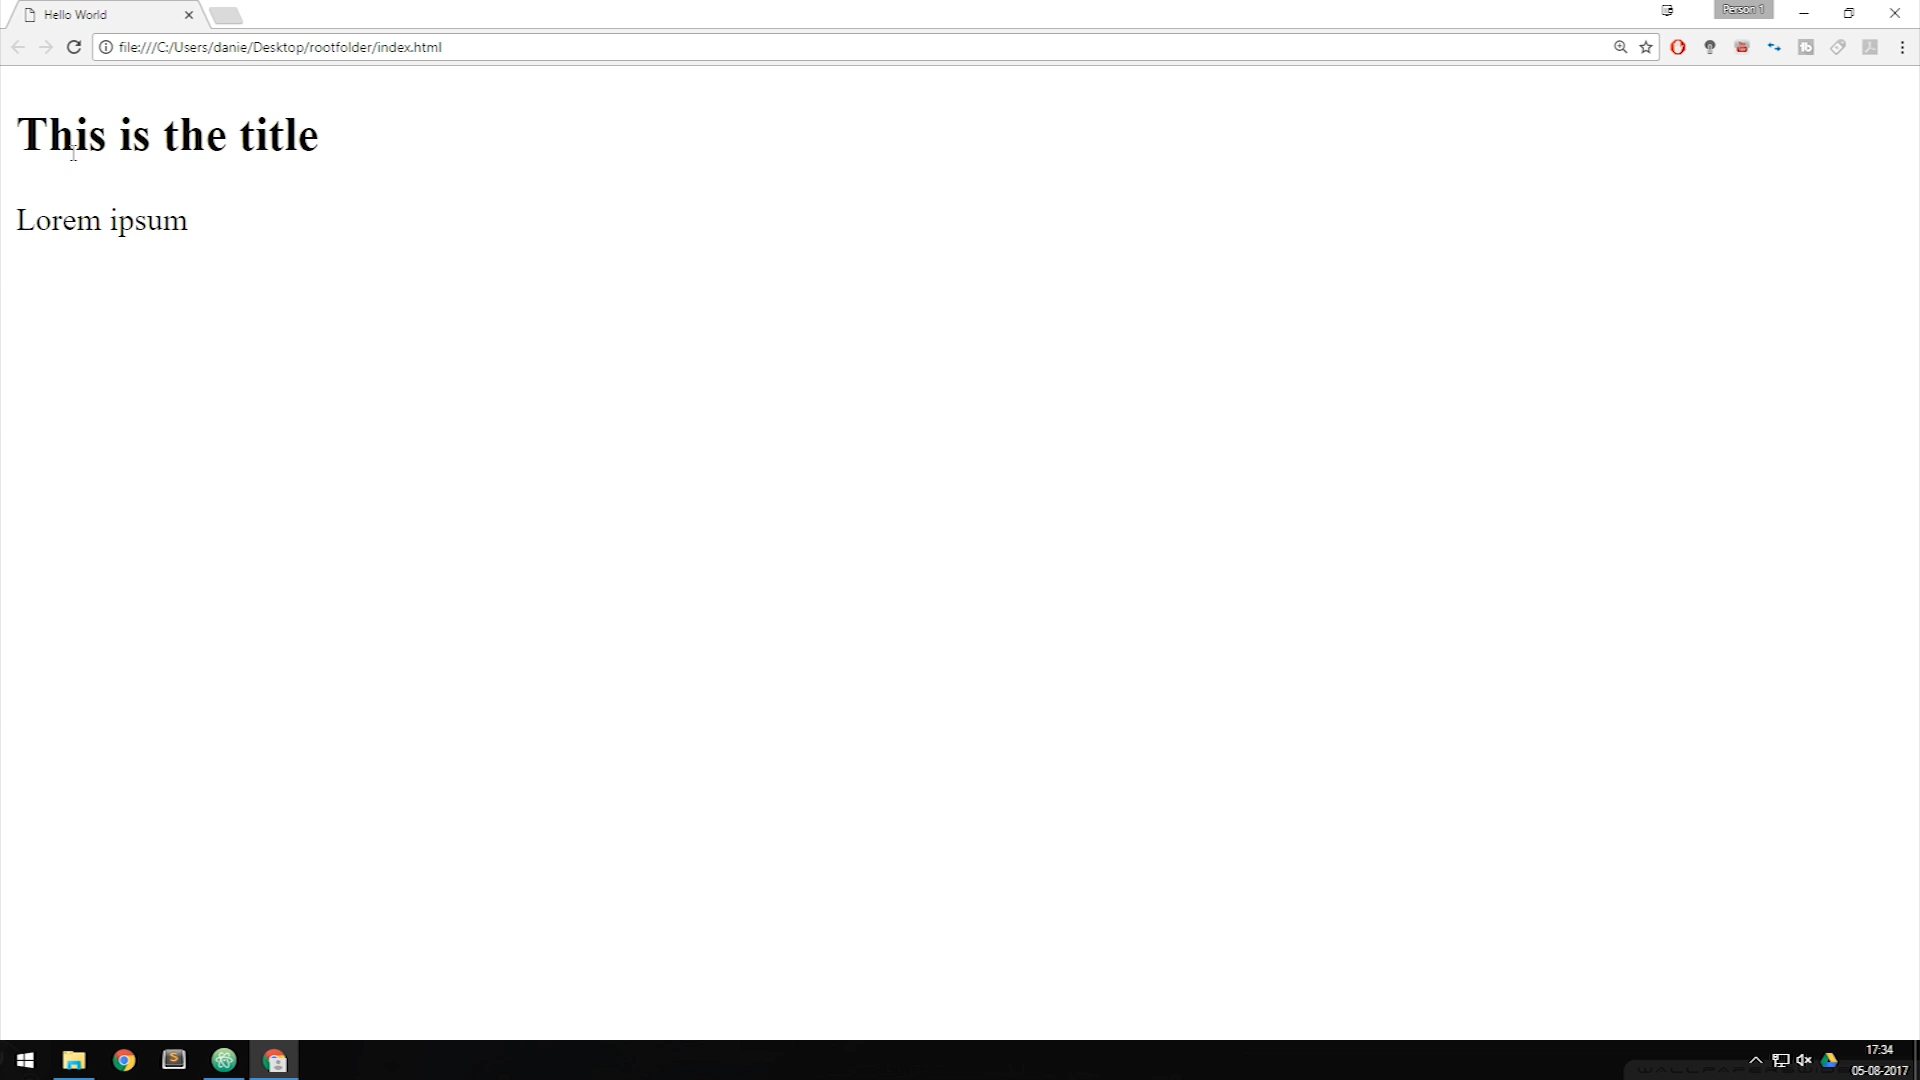 Hello World
Person 1
file:///C:/Users/danie/Desktop/rootfolder/index.html
This is the title
Lorem ipsum
17:34
05-08-2017